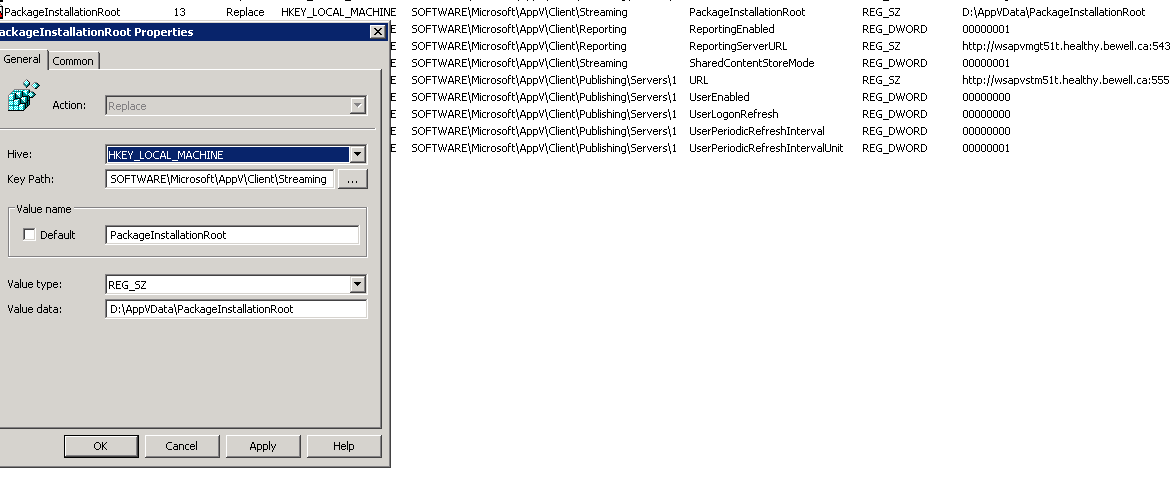 PackageInstallationRoot 13 Replace HKEY_LOCAL_MACHINE SOFTWARE\Microsoft\AppV\Client\Streaming PackageInstallationRoot REG_SZ D:\AppVData\PackageInstallationRoot
E SOFTWARE\Microsoft\AppV\Client\Reporting ReportingEnabled REG_DWORD 00000001
E SOFTWARE\Microsoft\AppV\Client\Reporting ReportingServerURL REG_SZ http://wsapvmgt51t.healthy.bewell.ca:543
E SOFTWARE\Microsoft\AppV\Client\Streaming SharedContentStoreMode REG_DWORD 00000001
E SOFTWARE\Microsoft\AppV\Client\Publishing\Servers\1 URL REG_SZ http://wsapvstm51t.healthy.bewell.ca:555
E SOFTWARE\Microsoft\AppV\Client\Publishing\Servers\1 UserEnabled REG_DWORD 00000000
E SOFTWARE\Microsoft\AppV\Client\Publishing\Servers\1 UserLogonRefresh REG_DWORD 00000000
E SOFTWARE\Microsoft\AppV\Client\Publishing\Servers\1 UserPeriodicRefreshInterval REG_DWORD 00000000
E SOFTWARE\Microsoft\AppV\Client\Publishing\Servers\1 UserPeriodicRefreshIntervalUnit REG_DWORD 00000001
ackageInstallationRoot Properties
General Common
Action: Replace
Hive: HKEY_LOCAL_MACHINE
Key Path: SOFTWARE\Microsoft\AppV\Client\Streaming ...
Value name
Default PackageInstallationRoot
Value type: REG_SZ
Value data: D:\AppVData\PackageInstallationRoot
OK Cancel Apply Help